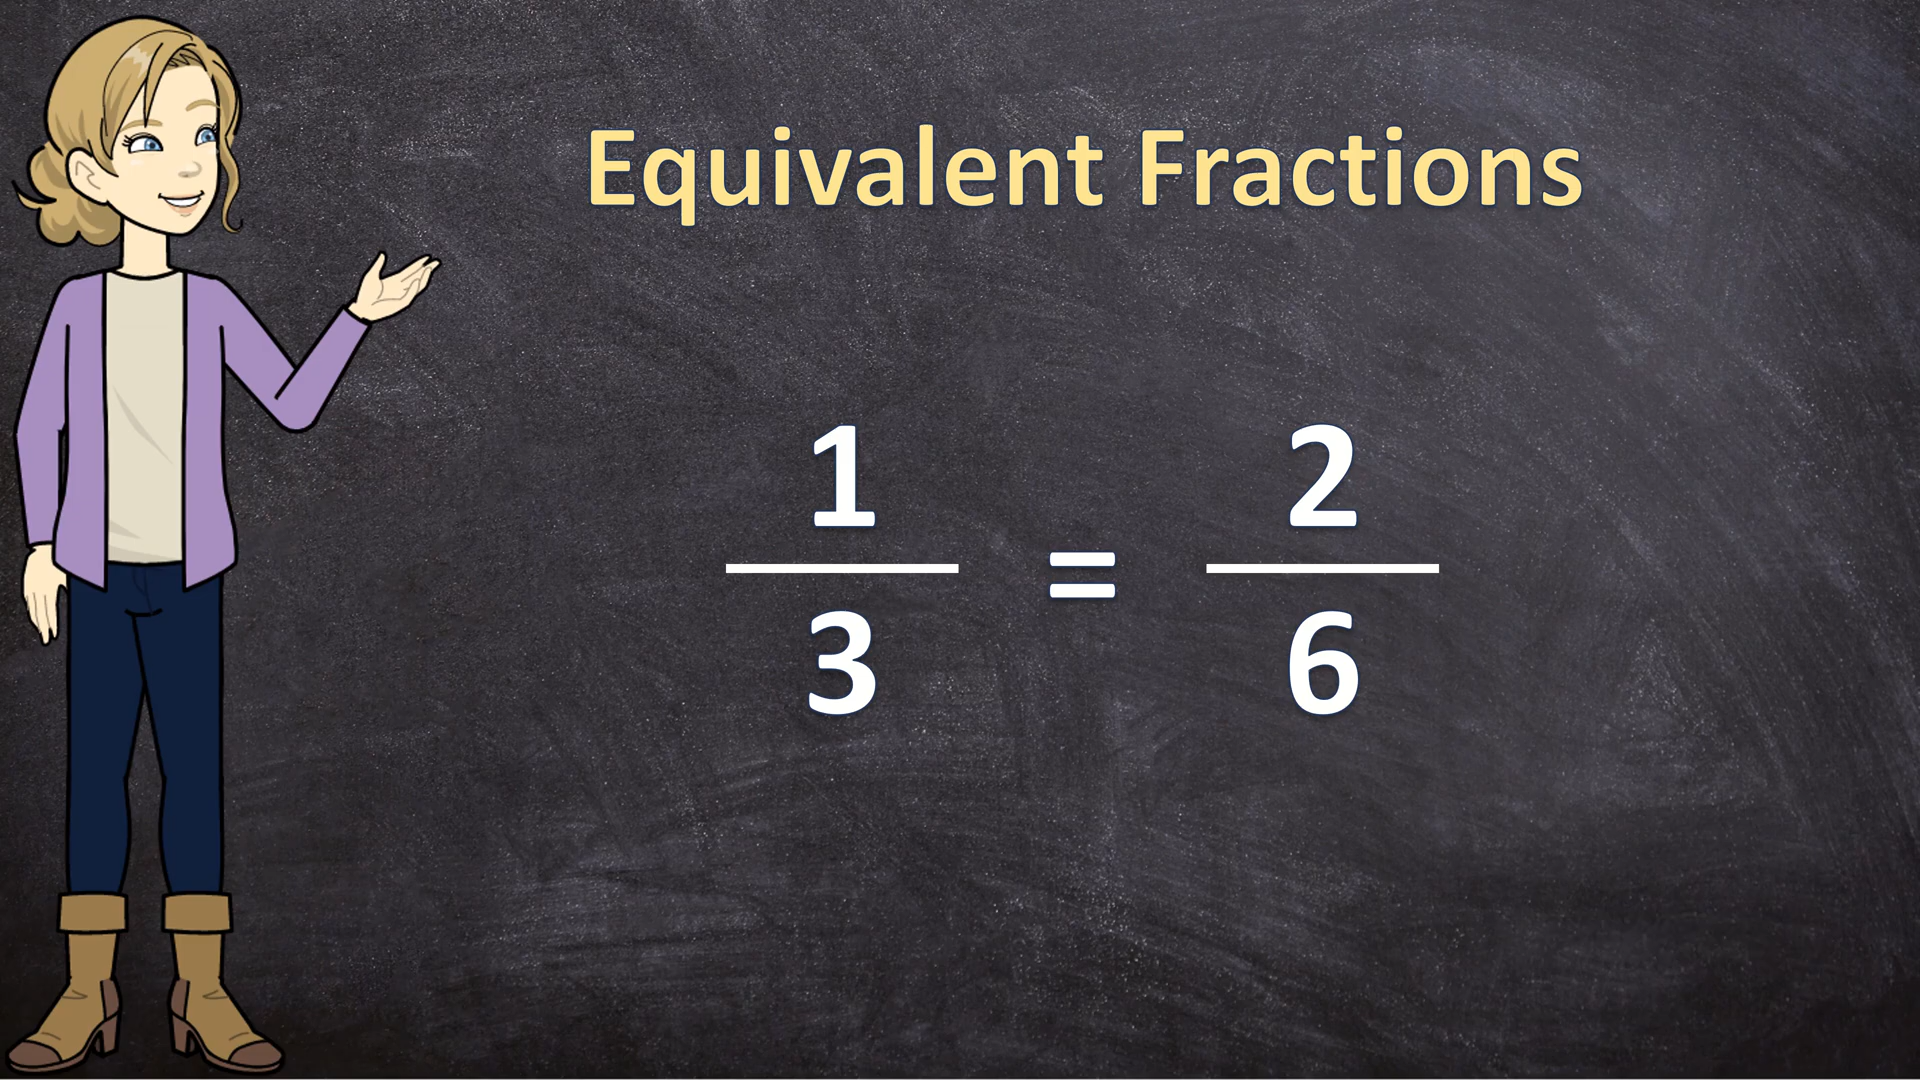 Equivalent Fractions
1 = 2
3 6